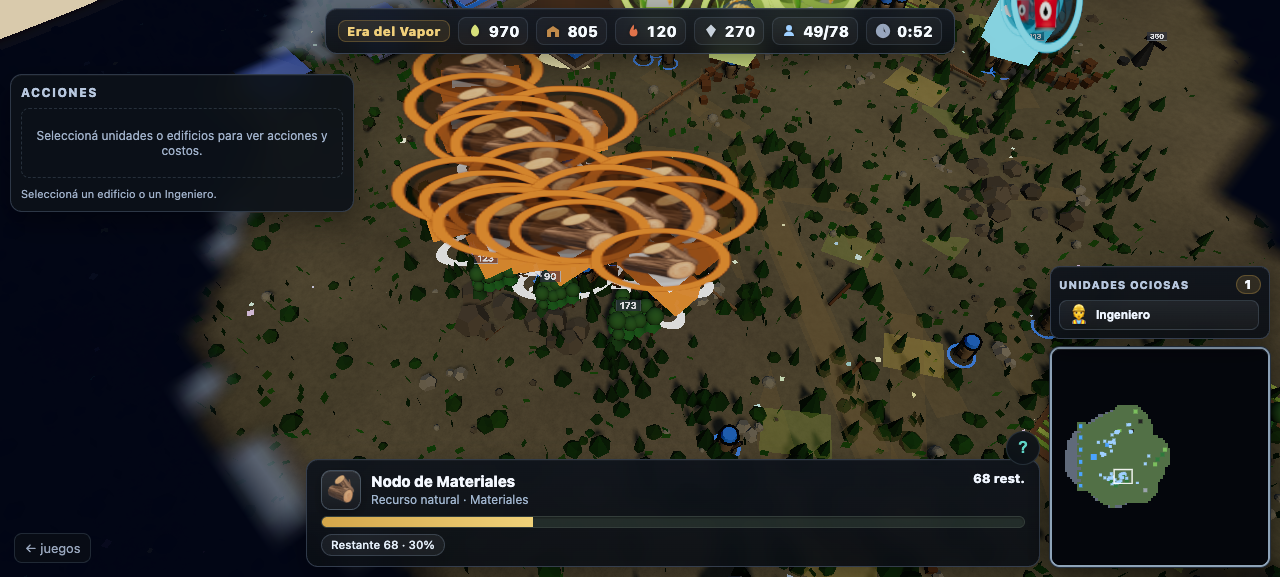 Era del Vapor 970 805 120 270 49/78 0:52
ACCIONES
Seleccioná unidades o edificios para ver acciones y
costos.
Seleccioná un edificio o un Ingeniero.
113
350
123
90
173
UNIDADES OCIOSAS 1
Ingeniero
?
Nodo de Materiales 68 rest.
Recurso natural · Materiales
Restante 68 · 30%
← juegos